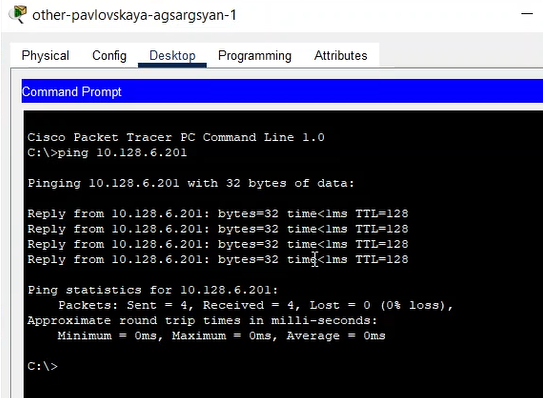 other-pavlovskaya-agsargsyan-1
Physical Config Desktop Programming Attributes
Command Prompt
Cisco Packet Tracer PC Command Line 1.0
C:\>ping 10.128.6.201
Pinging 10.128.6.201 with 32 bytes of data:
Reply from 10.128.6.201: bytes=32 time<1ms TTL=128
Reply from 10.128.6.201: bytes=32 time<1ms TTL=128
Reply from 10.128.6.201: bytes=32 time<1ms TTL=128
Reply from 10.128.6.201: bytes=32 time<1ms TTL=128
Ping statistics for 10.128.6.201:
Packets: Sent = 4, Received = 4, Lost = 0 (0% loss),
Approximate round trip times in milli-seconds:
Minimum = 0ms, Maximum = 0ms, Average = 0ms
C:\>